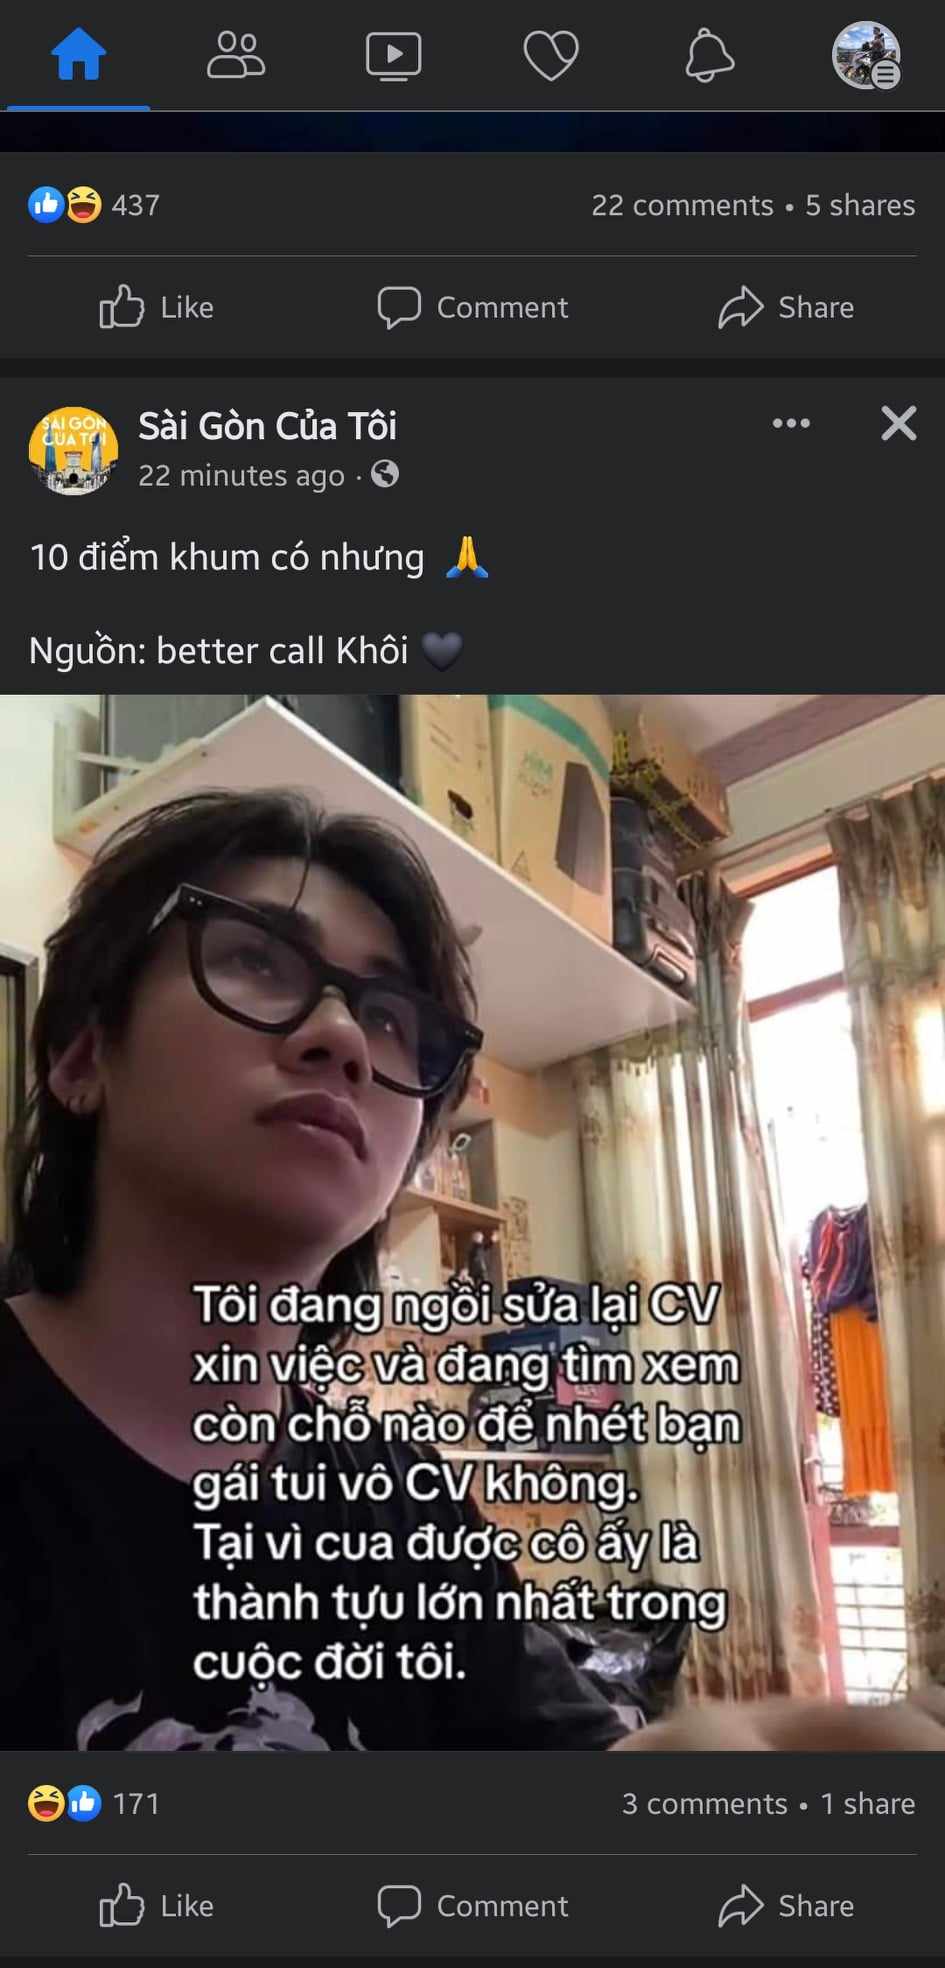 437
22 comments • 5 shares
Like
Comment
Share
SÀI GÒN
CỦA TÔI
Sài Gòn Của Tôi
22 minutes ago ·
10 điểm khum có nhưng 🙏
Nguồn: better call Khôi 🖤
Tôi đang ngồi sửa lại CV
xin việc và đang tìm xem
còn chỗ nào để nhét bạn
gái tui vô CV không.
Tại vì cua được cô ấy là
thành tựu lớn nhất trong
cuộc đời tôi.
171
3 comments • 1 share
Like
Comment
Share